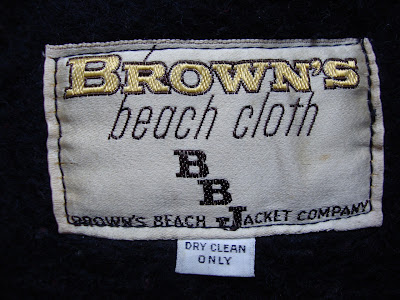 BROWN'S
beach cloth
B
B
BROWN'S BEACH JACKET COMPANY
DRY CLEAN
ONLY